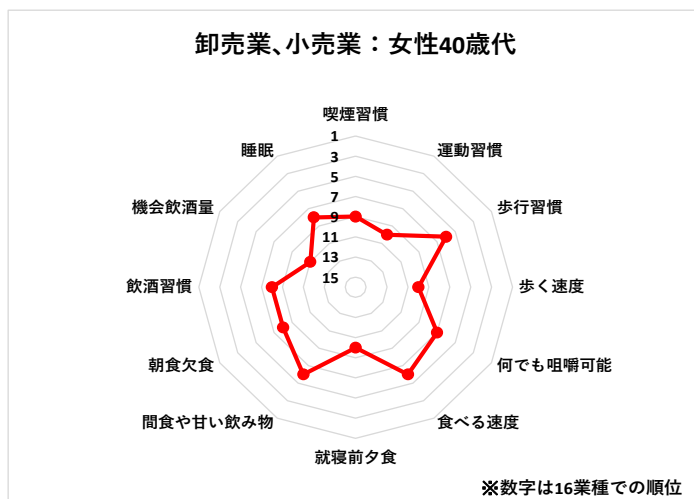 卸売業、小売業：女性40歳代
喫煙習慣
運動習慣
歩行習慣
歩く速度
何でも咀嚼可能
食べる速度
就寝前夕食
間食や甘い飲み物
朝食欠食
飲酒習慣
機会飲酒量
睡眠
1
3
5
7
9
11
13
15
※数字は16業種での順位